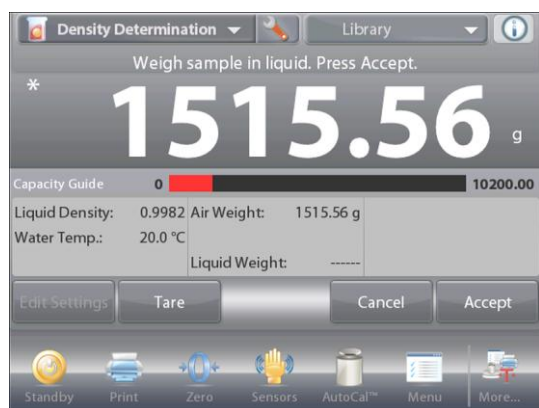 Density Determination Library
Weigh sample in liquid. Press Accept.
* 1515.56 g
Capacity Guide 0 10200.00
Liquid Density: 0.9982 Air Weight: 1515.56 g
Water Temp.: 20.0 °C
Liquid Weight: ------
Edit Settings Tare Cancel Accept
Standby Print Zero Sensors AutoCal™ Menu More...